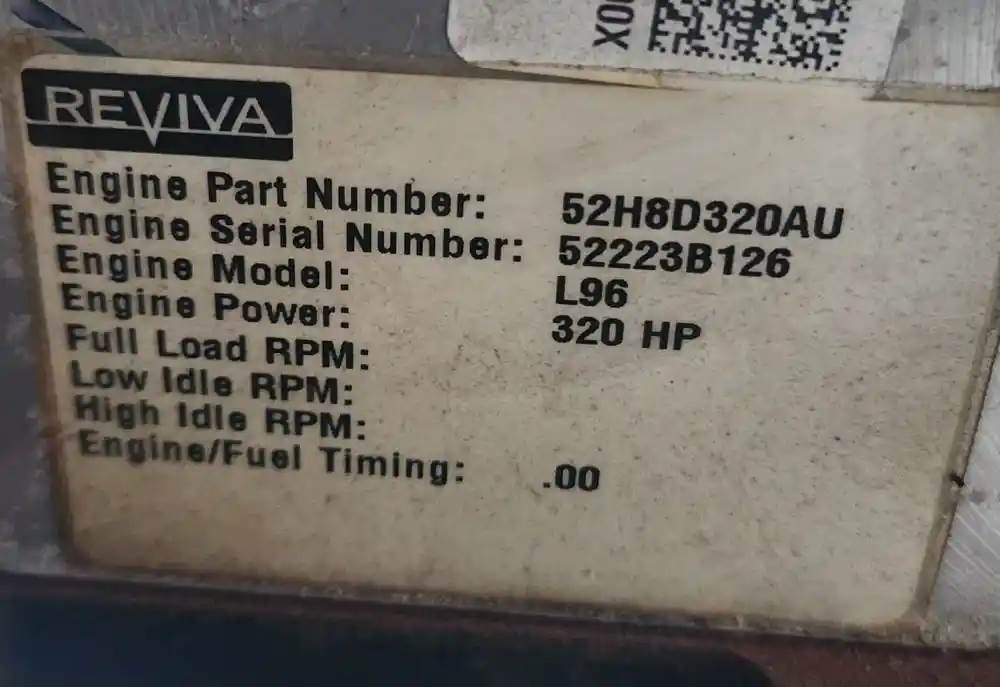 X00
REVIVA
Engine Part Number: 52H8D320AU
Engine Serial Number: 52223B126
Engine Model: L96
Engine Power: 320 HP
Full Load RPM:
Low Idle RPM:
High Idle RPM:
Engine/Fuel Timing: .00